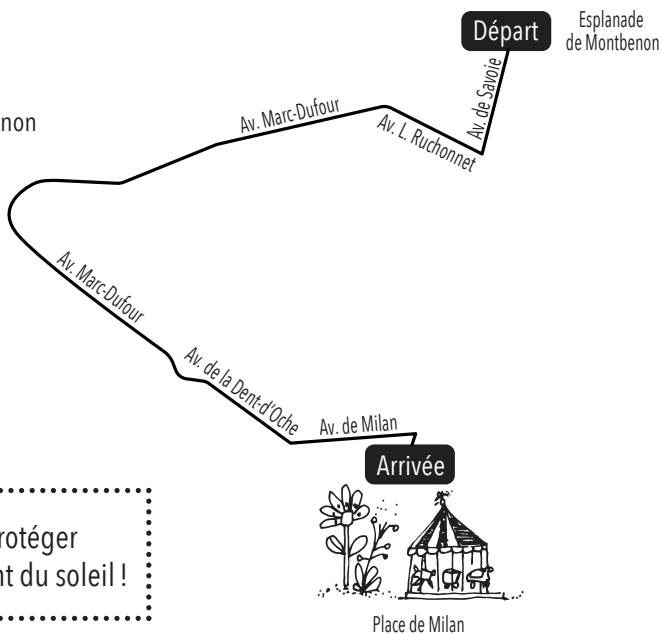 Départ
Esplanade
de Montbenon
Av. de Savoie
Av. Marc-Dufour
Av. L. Ruchonnet
non
Av. Marc-Dufour
Av. de la Dent-d'Oche
Av. de Milan
Arrivée
rotéger
nt du soleil !
Place de Milan